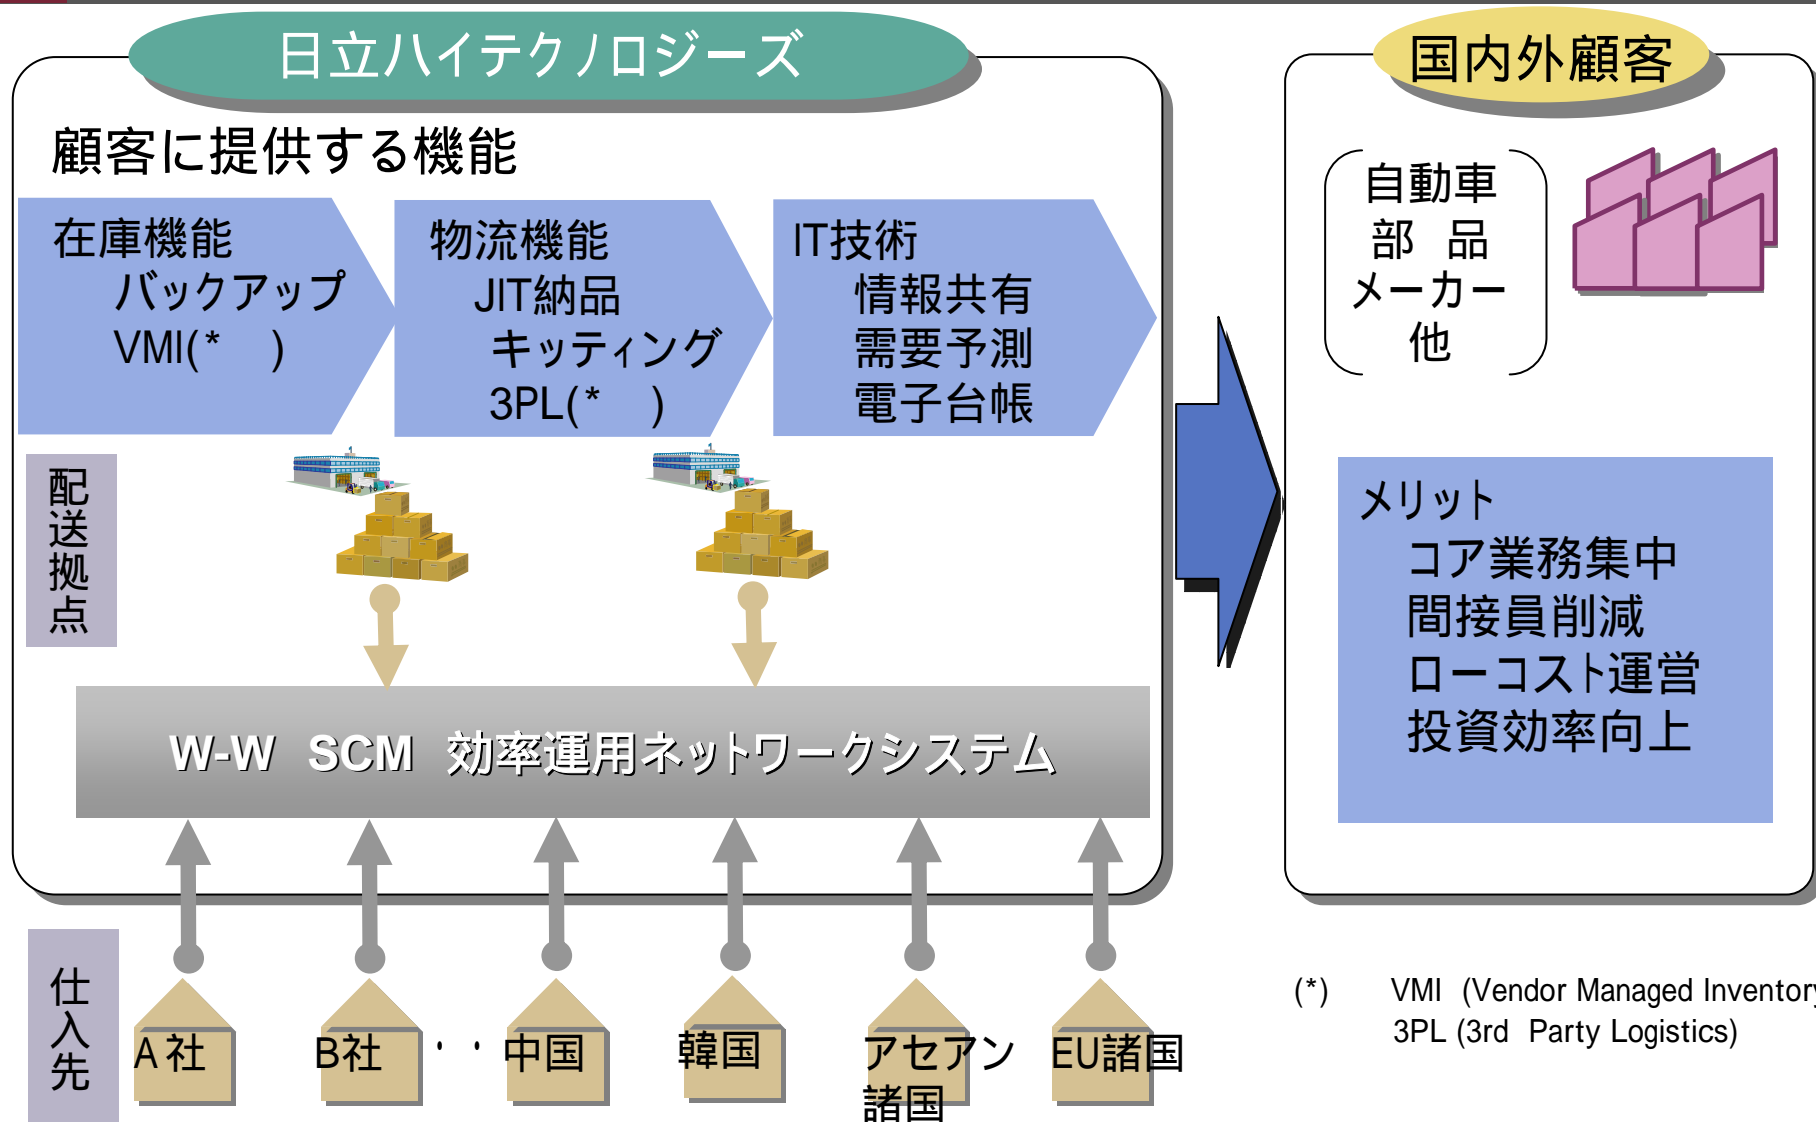 日立ハイテクノロジーズ
顧客に提供する機能
在庫機能
バックアップ
VMI(* )
物流機能
JIT納品
キッティング
3PL(* )
IT技術
情報共有
需要予測
電子台帳
配送拠点
W-W SCM 効率運用ネットワークシステム
仕入先
A社
B社
・・
中国
韓国
アセアン
諸国
EU諸国
国内外顧客
自動車
部 品
メーカー
他
メリット
コア業務集中
間接員削減
ローコスト運営
投資効率向上
(*) VMI (Vendor Managed Inventory
3PL (3rd Party Logistics)